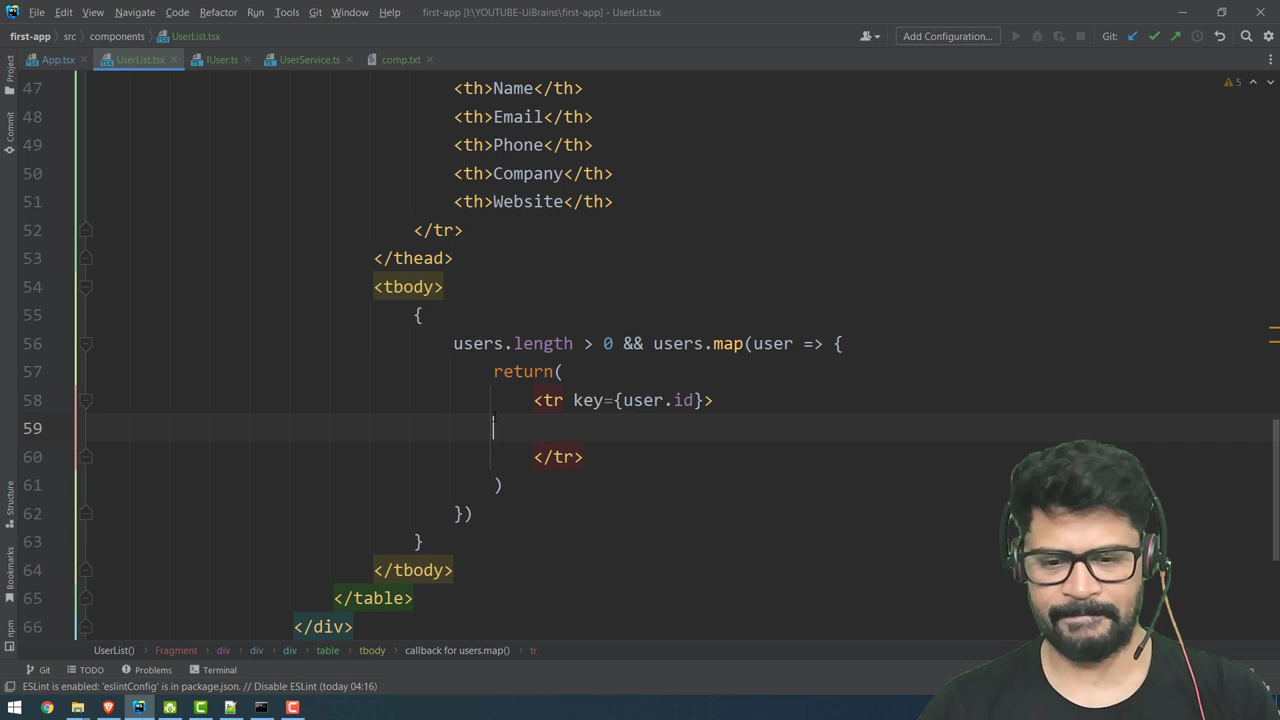 File Edit View Navigate Code Refactor Run Tools Git Window Help first-app [I:\YOUTUBE-UiBrains\first-app] - UserList.tsx
first-app > src > components > UserList.tsx Add Configuration... Git:
App.tsx UserList.tsx IUser.ts UserService.ts comp.txt
Project
Commit
Structure
Bookmarks
npm
5
47 <th>Name</th>
48 <th>Email</th>
49 <th>Phone</th>
50 <th>Company</th>
51 <th>Website</th>
52 </tr>
53 </thead>
54 <tbody>
55 {
56 users.length > 0 && users.map(user => {
57 return(
58 <tr key={user.id}>
59
60 </tr>
61 )
62 })
63 }
64 </tbody>
65 </table>
66 </div>
UserList() Fragment div div div table tbody callback for users.map() tr
Git TODO Problems Terminal
ESLint is enabled: 'eslintConfig' is in package.json. // Disable ESLint (today 04:16)